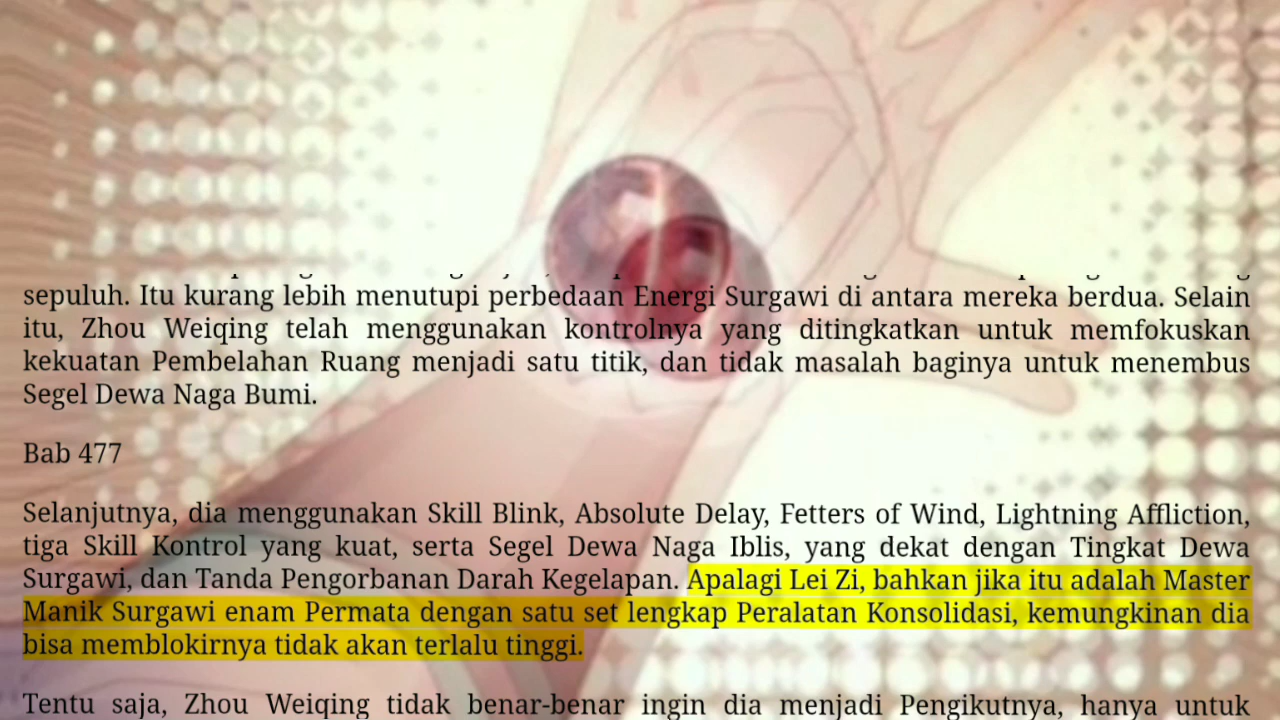 sepuluh. Itu kurang lebih menutupi perbedaan Energi Surgawi di antara mereka berdua. Selain
itu, Zhou Weiqing telah menggunakan kontrolnya yang ditingkatkan untuk memfokuskan
kekuatan Pembelahan Ruang menjadi satu titik, dan tidak masalah baginya untuk menembus
Segel Dewa Naga Bumi.
Bab 477
Selanjutnya, dia menggunakan Skill Blink, Absolute Delay, Fetters of Wind, Lightning Affliction,
tiga Skill Kontrol yang kuat, serta Segel Dewa Naga Iblis, yang dekat dengan Tingkat Dewa
Surgawi, dan Tanda Pengorbanan Darah Kegelapan. Apalagi Lei Zi, bahkan jika itu adalah Master
Manik Surgawi enam Permata dengan satu set lengkap Peralatan Konsolidasi, kemungkinan dia
bisa memblokirnya tidak akan terlalu tinggi.
Tentu saja, Zhou Weiqing tidak benar-benar ingin dia menjadi Pengikutnya, hanya untuk